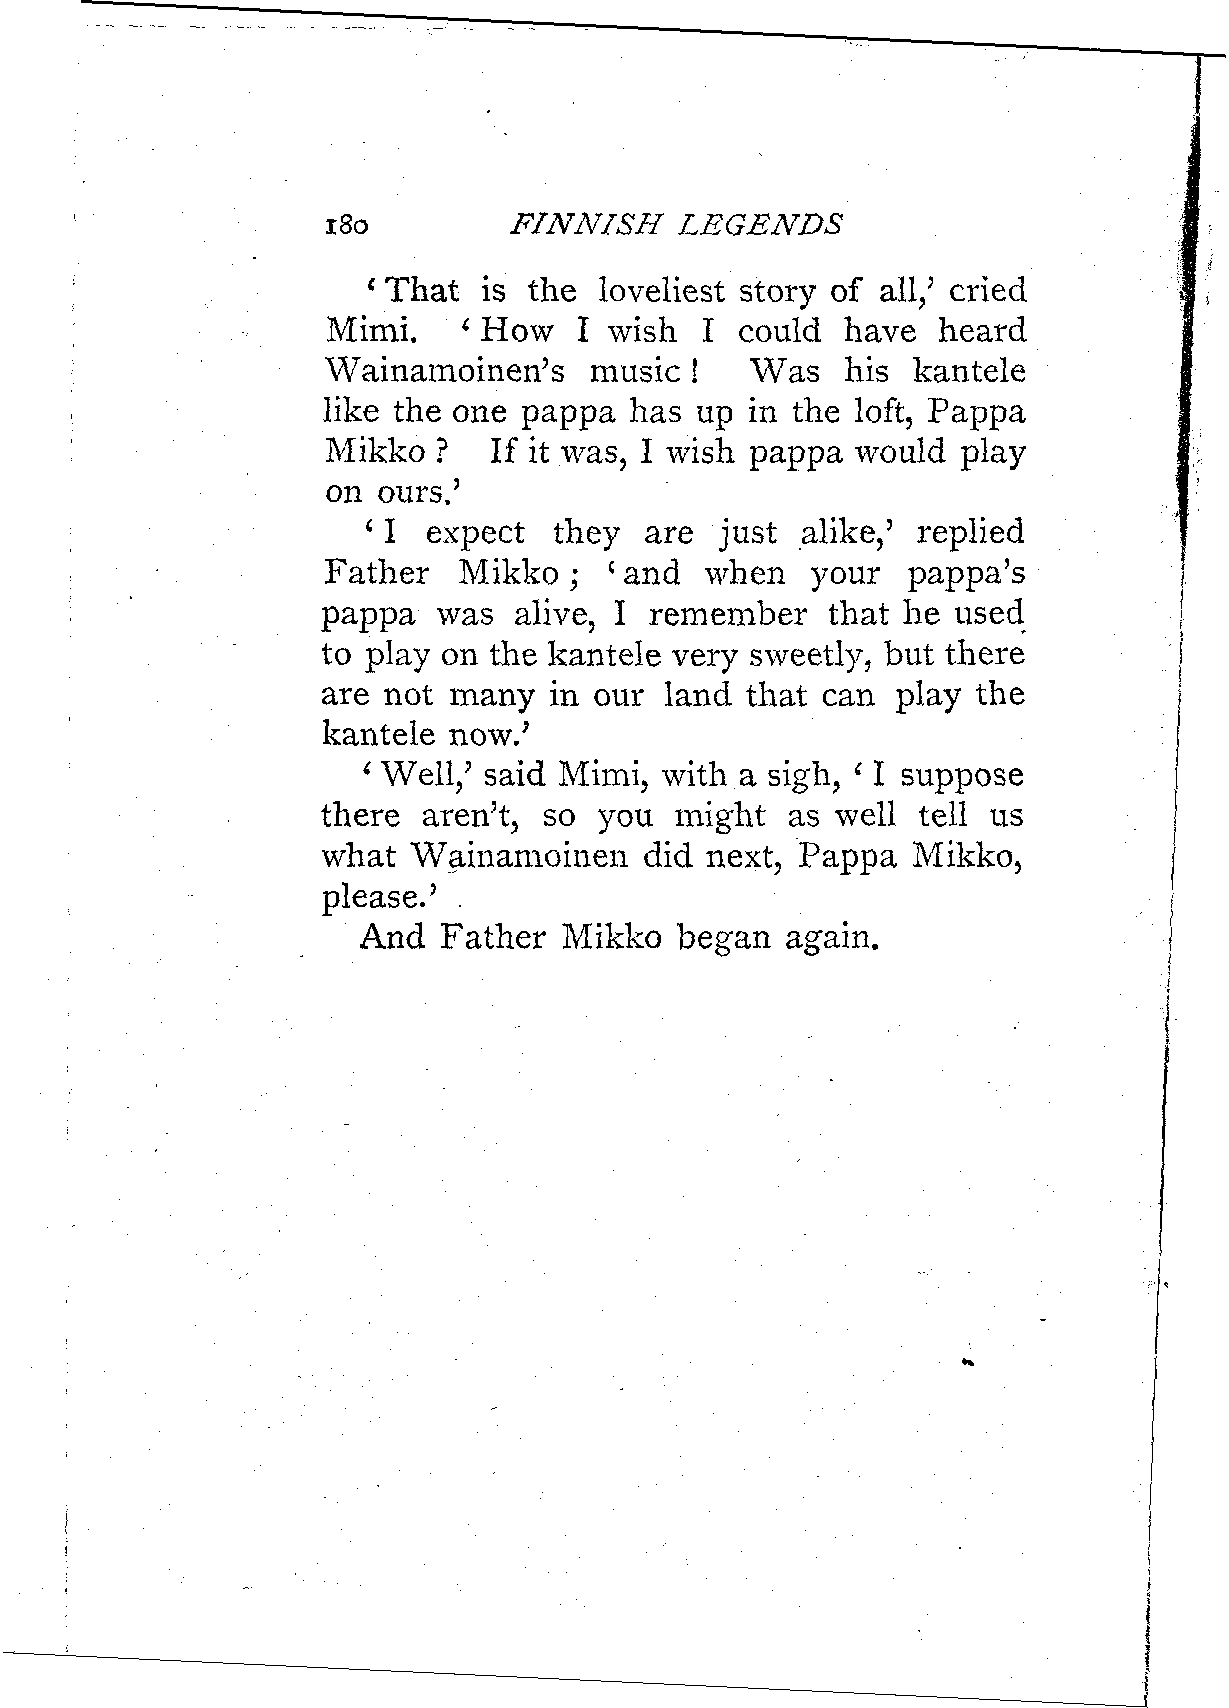 180 FINNISH LEGENDS
‘That is the loveliest story of all,’ cried
Mimi. ‘How I wish I could have heard
Wainamoinen’s music! Was his kantele
like the one pappa has up in the loft, Pappa
Mikko? If it was, I wish pappa would play
on ours.’
‘I expect they are just alike,’ replied
Father Mikko; ‘and when your pappa’s
pappa was alive, I remember that he used
to play on the kantele very sweetly, but there
are not many in our land that can play the
kantele now.’
‘Well,’ said Mimi, with a sigh, ‘I suppose
there aren’t, so you might as well tell us
what Wainamoinen did next, Pappa Mikko,
please.’
And Father Mikko began again.